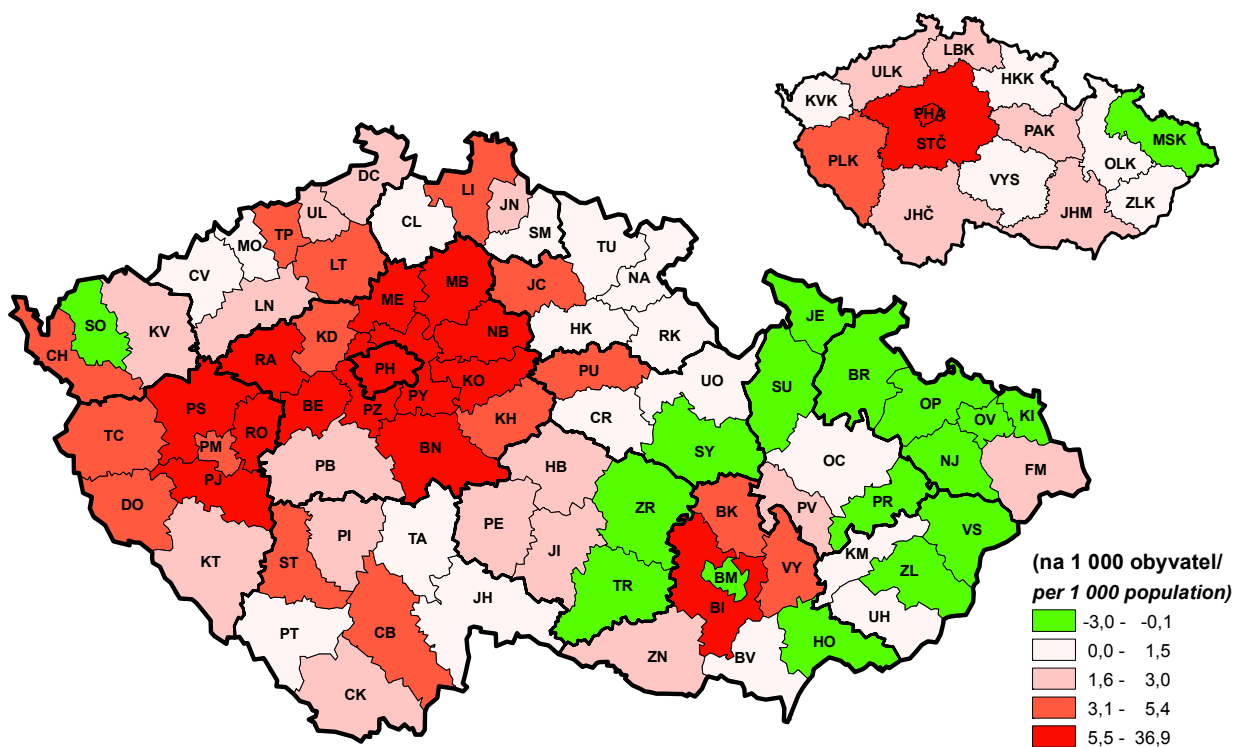 LBK
ULK
HKK
KVK
PHA
MSK
STČ
PAK
PLK
OLK
VYS
ZLK
JHČ
JHM
DC
LI
UL
JN
CL
TP
SM
MO
TU
CV
LT
NA
MB
JC
ME
LN
SO
KV
JE
HK
NB
KD
RK
CH
RA
PH
PU
KO
UO
BR
SU
PY
OP
PS
BE
PZ
KI
KH
CR
OV
RO
TC
PM
BN
SY
OC
NJ
FM
PB
HB
PJ
PR
DO
ZR
BK
PV
VS
PE
PI
TA
KM
JI
KT
ST
VY
ZL
BM
TR
JH
BI
UH
PT
CB
HO
ZN
BV
CK
(na 1 000 obyvatel/
per 1 000 population)
-3,0 - -0,1
0,0 - 1,5
1,6 - 3,0
3,1 - 5,4
5,5 - 36,9